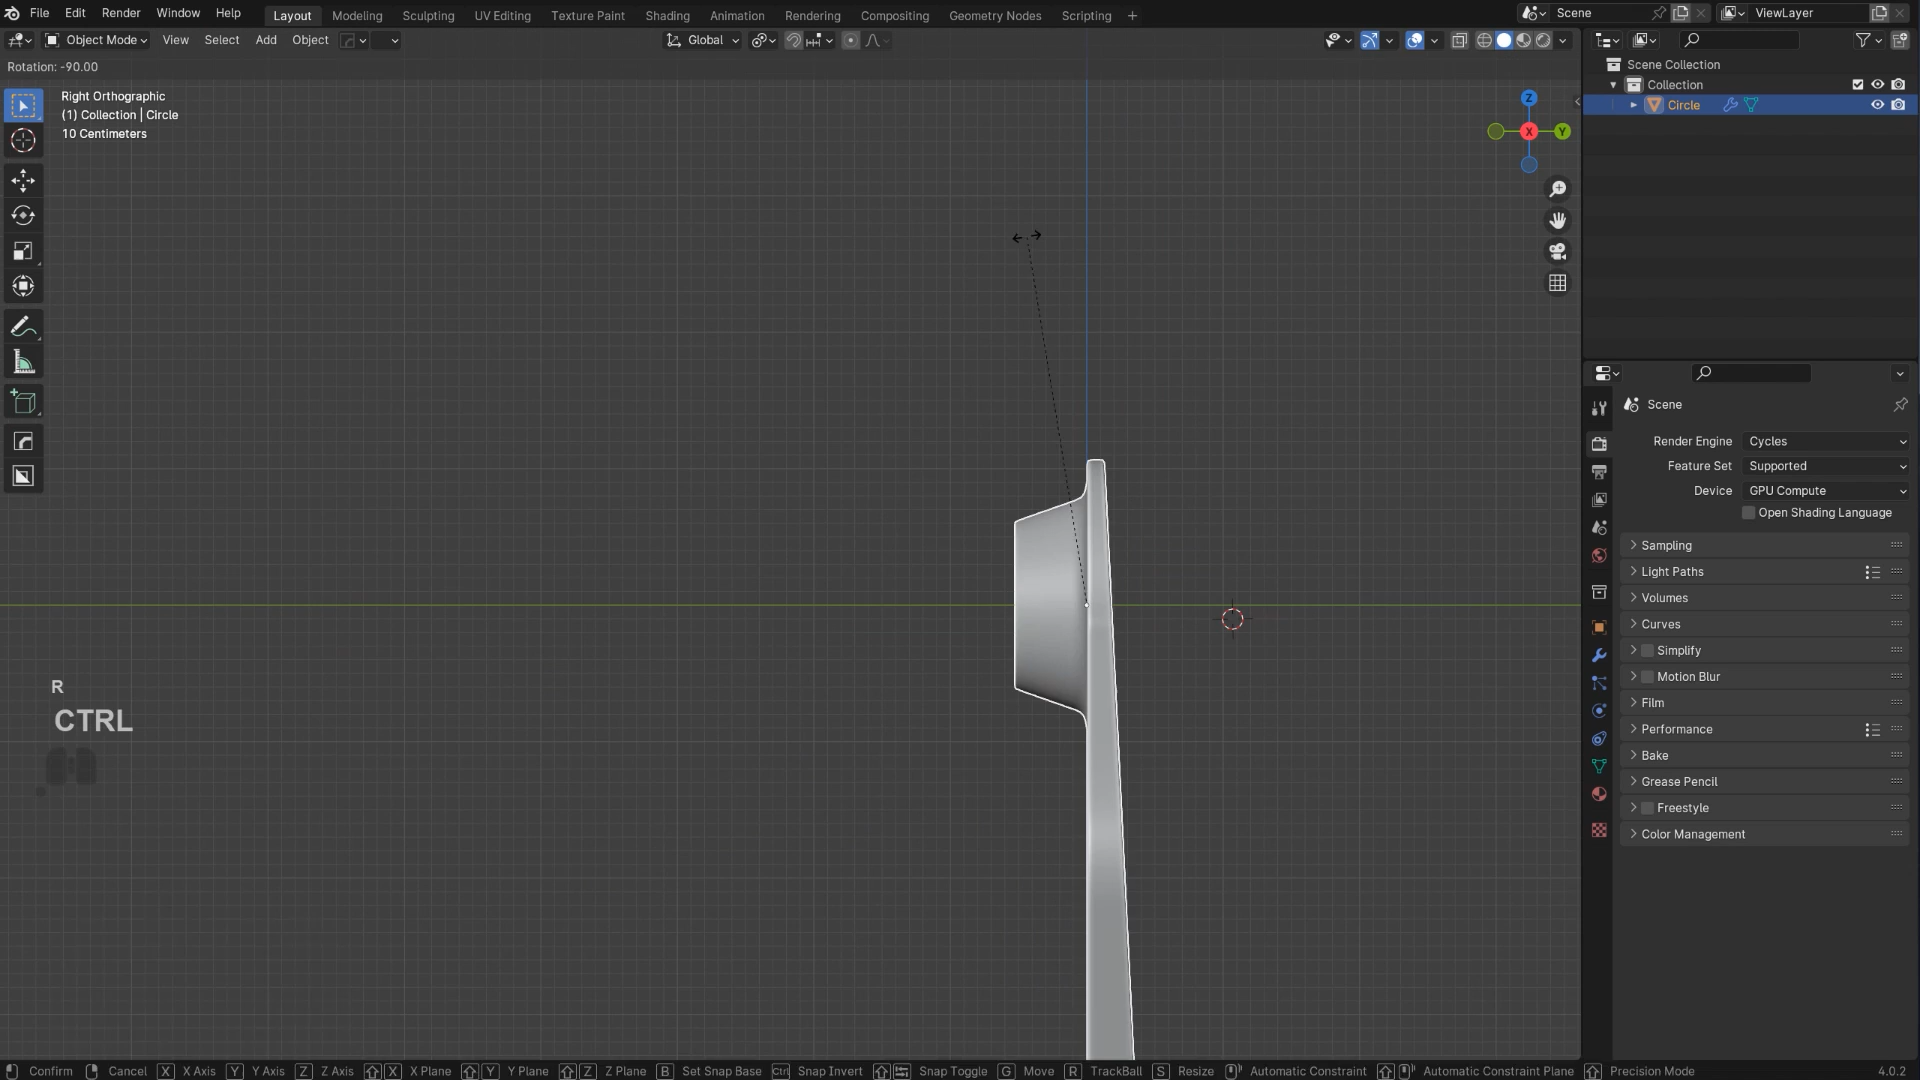 File Edit Render Window Help Layout Modeling Sculpting UV Editing Texture Paint Shading Animation Rendering Compositing Geometry Nodes Scripting + Scene ViewLayer
Object Mode View Select Add Object Global
Rotation: -90.00
Right Orthographic
(1) Collection | Circle
10 Centimeters
Z
X
Y
R
CTRL
Scene Collection
Collection
Circle
Scene
Render Engine Cycles
Feature Set Supported
Device GPU Compute
Open Shading Language
Sampling
Light Paths
Volumes
Curves
Simplify
Motion Blur
Film
Performance
Bake
Grease Pencil
Freestyle
Color Management
Confirm Cancel X X Axis Y Y Axis Z Z Axis X X Plane Y Y Plane Z Z Plane B Set Snap Base Ctrl Snap Invert Snap Toggle G Move R TrackBall S Resize Automatic Constraint Automatic Constraint Plane Precision Mode 4.0.2